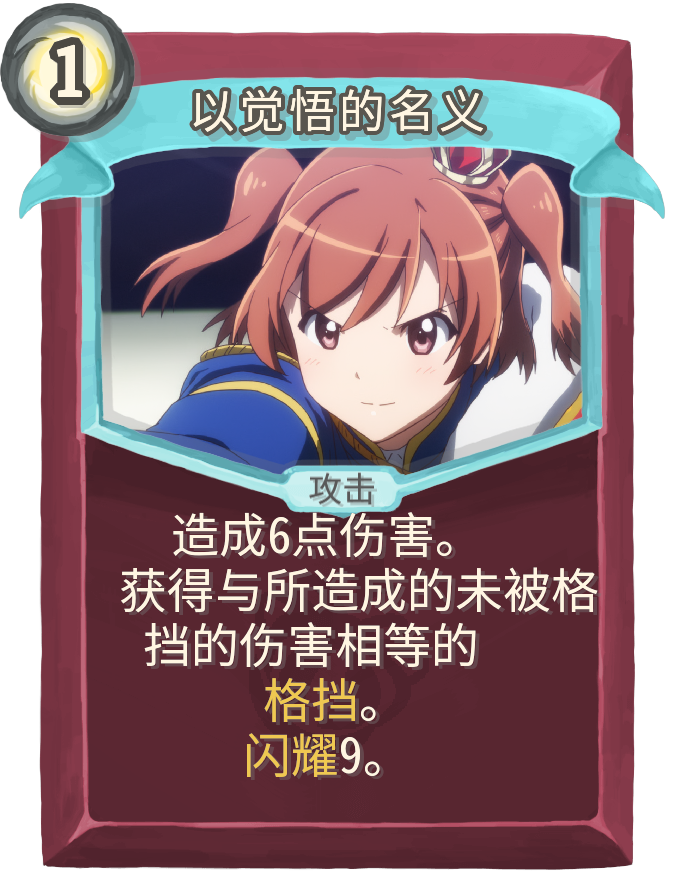 1
以觉悟的名义
攻击
造成6点伤害。
获得与所造成的未被格
挡的伤害相等的
格挡。
闪耀9。